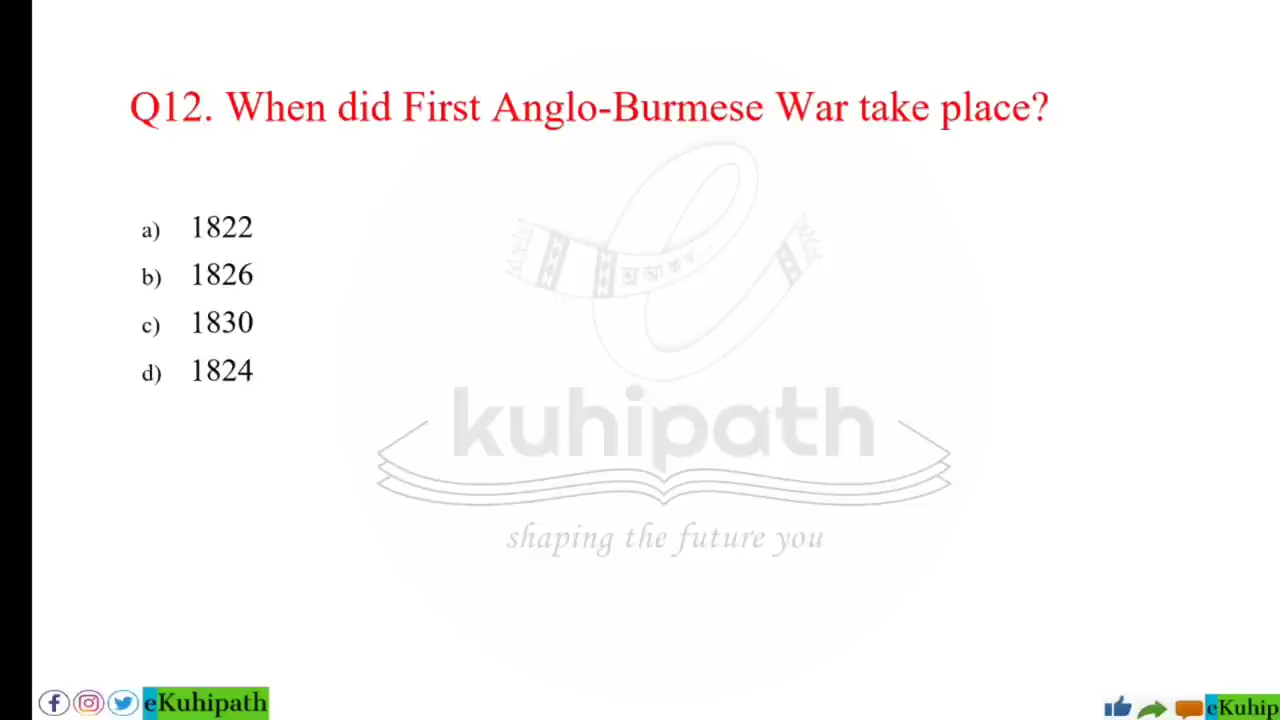 Q12. When did First Anglo-Burmese War take place?
a) 1822
b) 1826
c) 1830
d) 1824
kuhipath
shaping the future you
eKuhipath
eKuhip